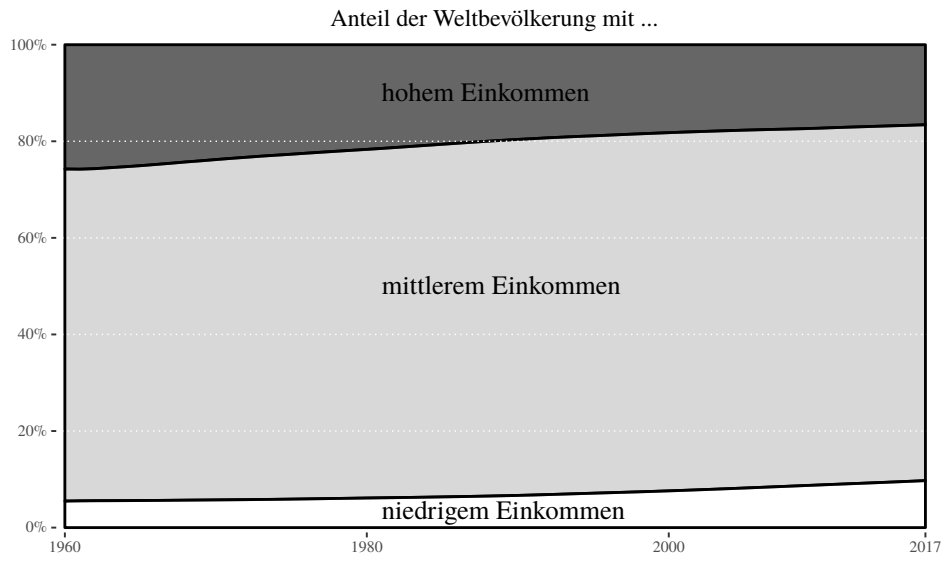 Anteil der Weltbevölkerung mit ...
100%
hohem Einkommen
80%
60%
mittlerem Einkommen
40%
20%
niedrigem Einkommen
0%
1960 1980 2000 2017